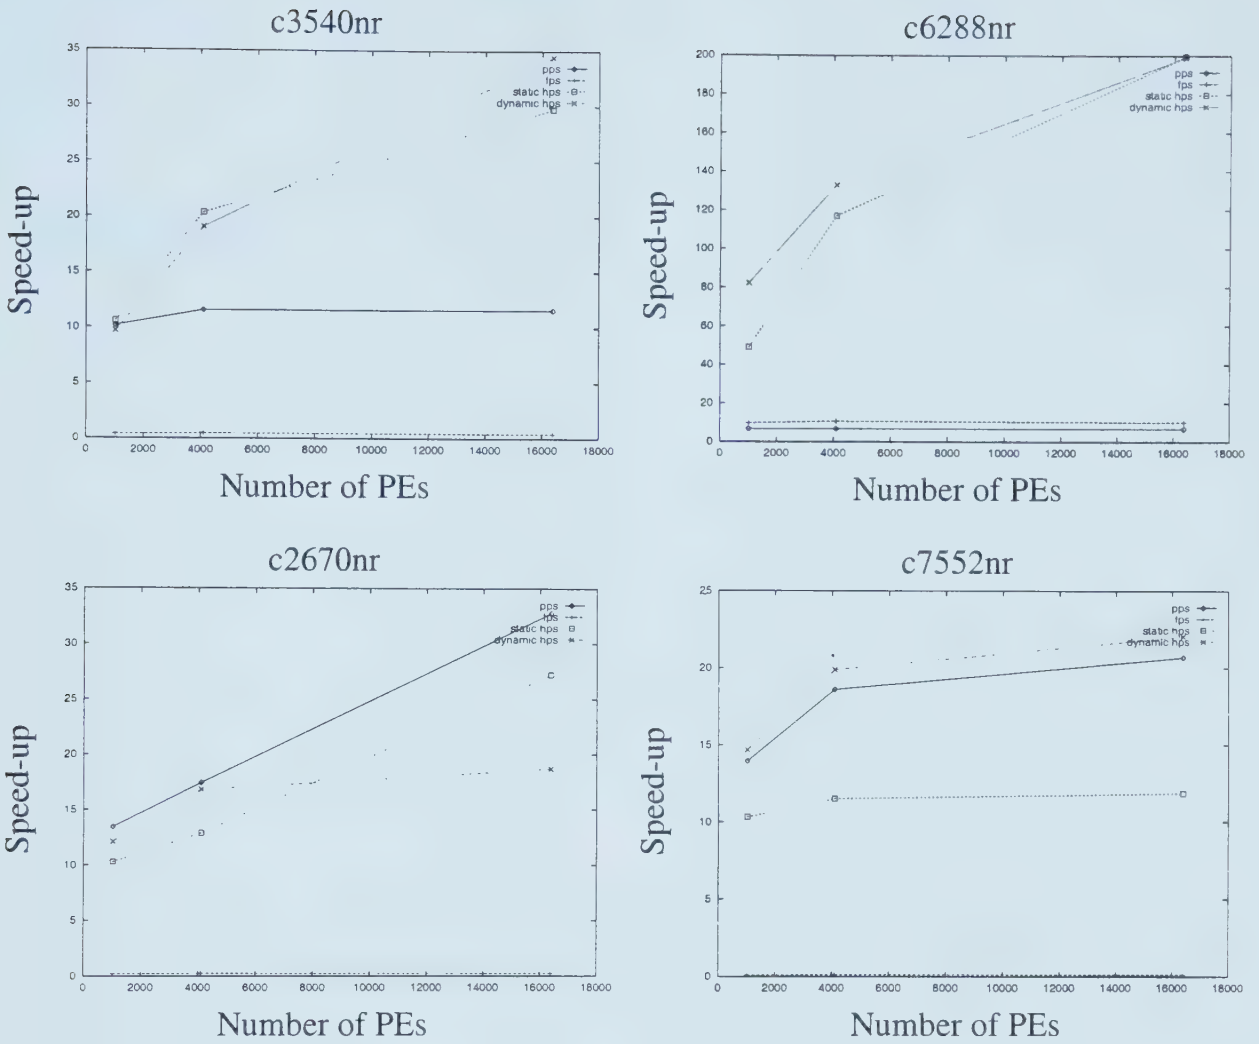 c3540nr
35
30
25
20
15
10
5
0
0 2000 4000 6000 8000 10000 12000 14000 16000 18000
pps
fps
static hps
dynamic hps
Speed-up
Number of PEs
c6288nr
200
180
160
140
120
100
80
60
40
20
0
0 2000 4000 6000 8000 10000 12000 14000 16000 18000
pps
fps
static hps
dynamic hps
Speed-up
Number of PEs
c2670nr
35
30
25
20
15
10
5
0
0 2000 4000 6000 8000 10000 12000 14000 16000 18000
pps
fps
static hps
dynamic hps
Speed-up
Number of PEs
c7552nr
25
20
15
10
5
0
0 2000 4000 6000 8000 10000 12000 14000 16000 18000
pps
fps
static hps
dynamic hps
Speed-up
Number of PEs